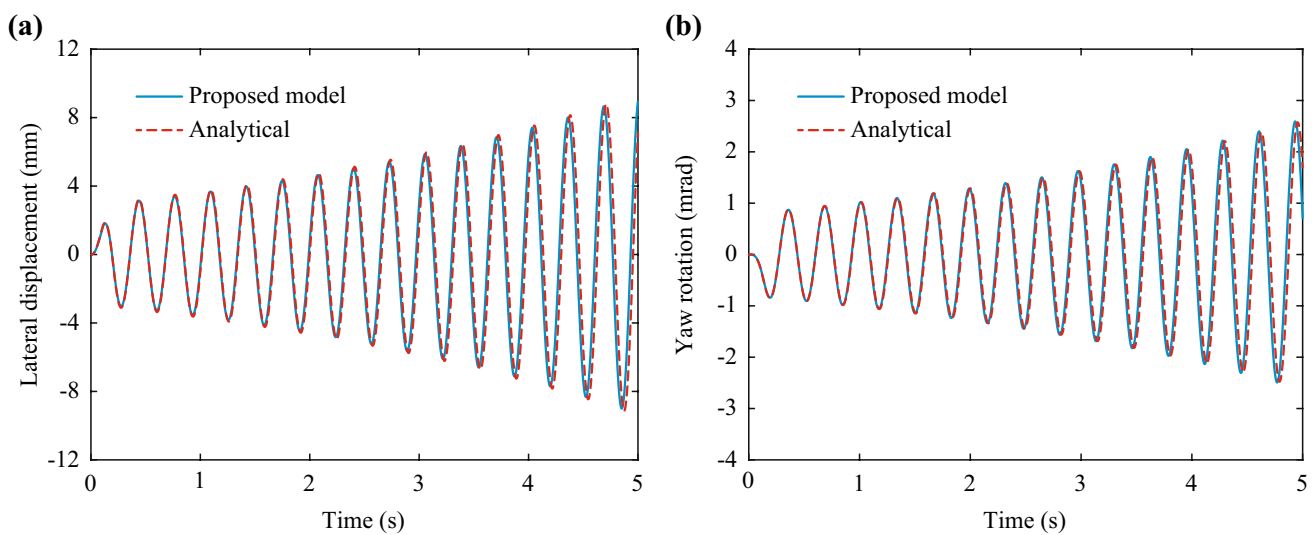 (a)
12
8
4
0
-4
-8
-12
Lateral displacement (mm)
Proposed model
Analytical
0 1 2 3 4 5
Time (s)
(b)
4
3
2
1
0
-1
-2
-3
-4
Yaw rotation (mrad)
Proposed model
Analytical
0 1 2 3 4 5
Time (s)